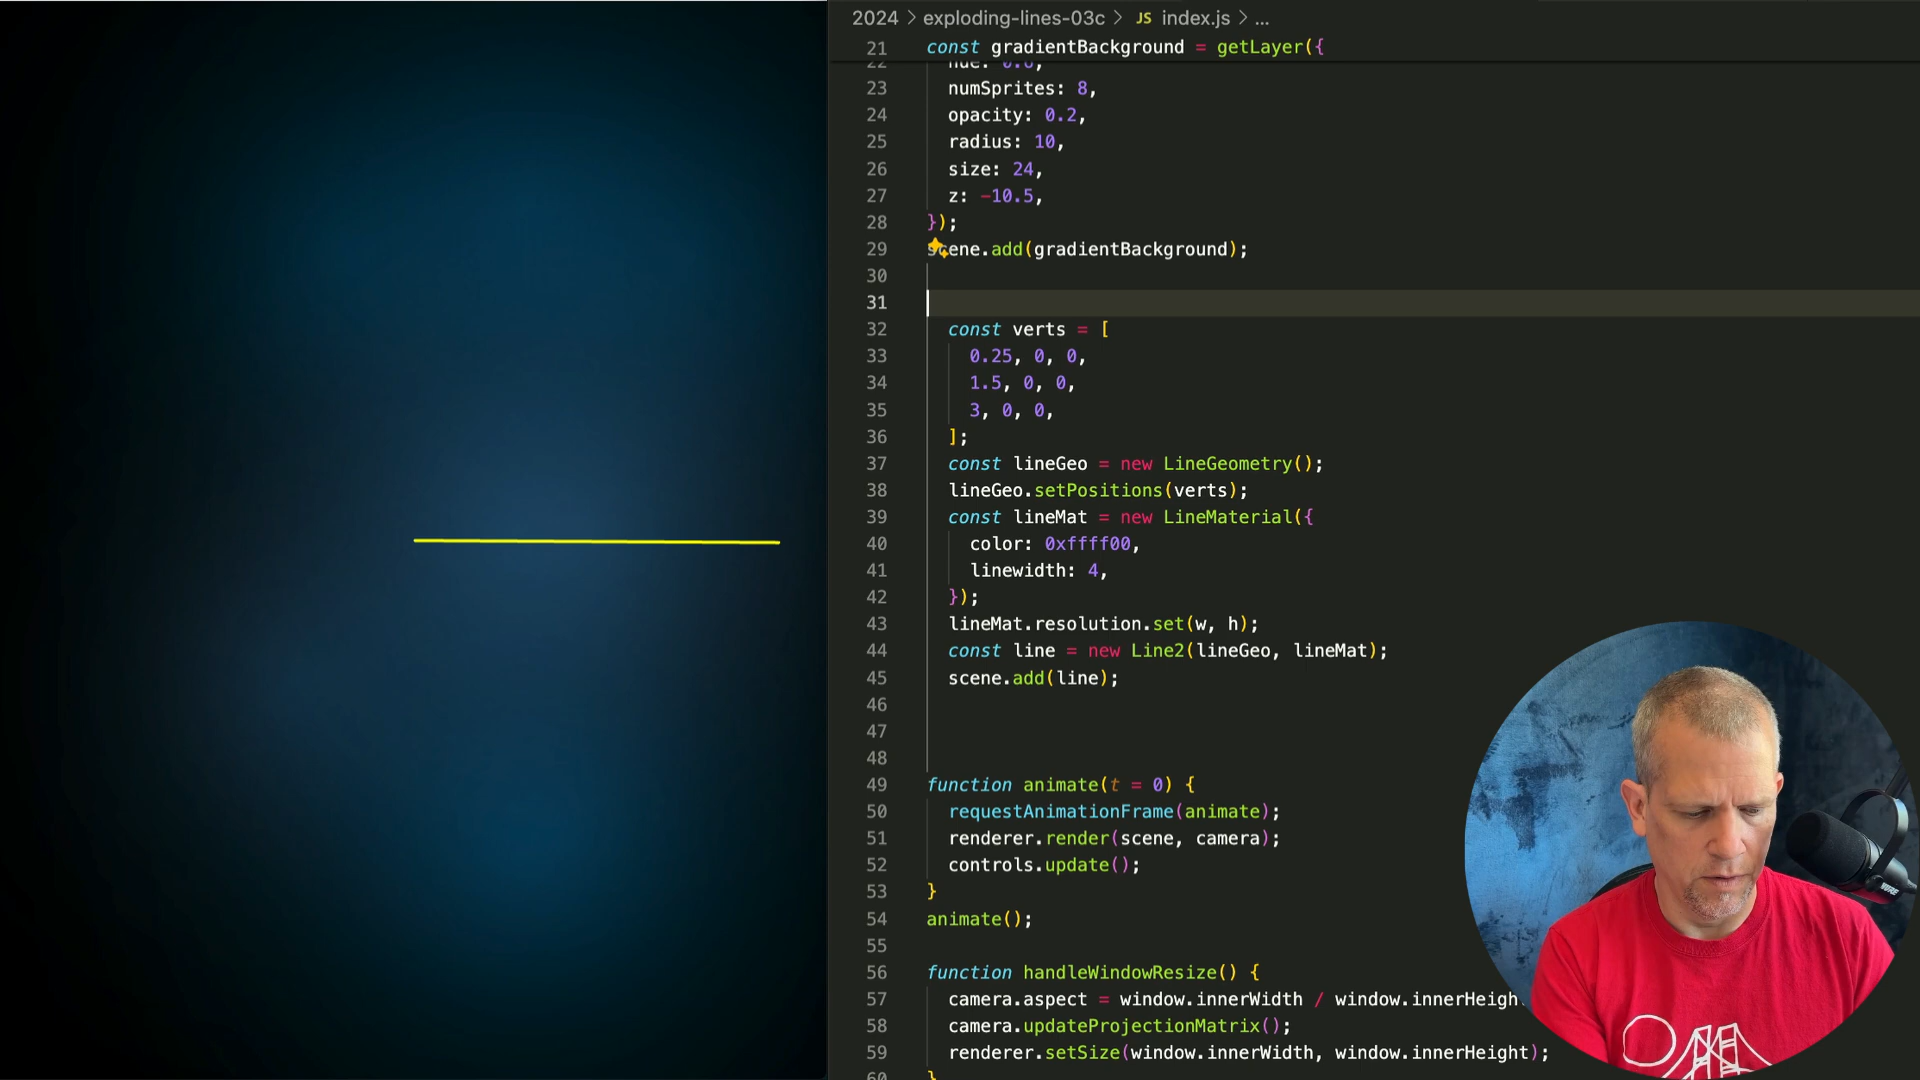 2024 > exploding-lines-03c > JS index.js > ...
21 const gradientBackground = getLayer({
22 hue: 0.6,
23 numSprites: 8,
24 opacity: 0.2,
25 radius: 10,
26 size: 24,
27 z: -10.5,
28 });
29 scene.add(gradientBackground);
30
31
32 const verts = [
33 0.25, 0, 0,
34 1.5, 0, 0,
35 3, 0, 0,
36 ];
37 const lineGeo = new LineGeometry();
38 lineGeo.setPositions(verts);
39 const lineMat = new LineMaterial({
40 color: 0xffff00,
41 linewidth: 4,
42 });
43 lineMat.resolution.set(w, h);
44 const line = new Line2(lineGeo, lineMat);
45 scene.add(line);
46
47
48
49 function animate(t = 0) {
50 requestAnimationFrame(animate);
51 renderer.render(scene, camera);
52 controls.update();
53 }
54 animate();
55
56 function handleWindowResize() {
57 camera.aspect = window.innerWidth / window.innerHeigh
58 camera.updateProjectionMatrix();
59 renderer.setSize(window.innerWidth, window.innerHeight);
60 }